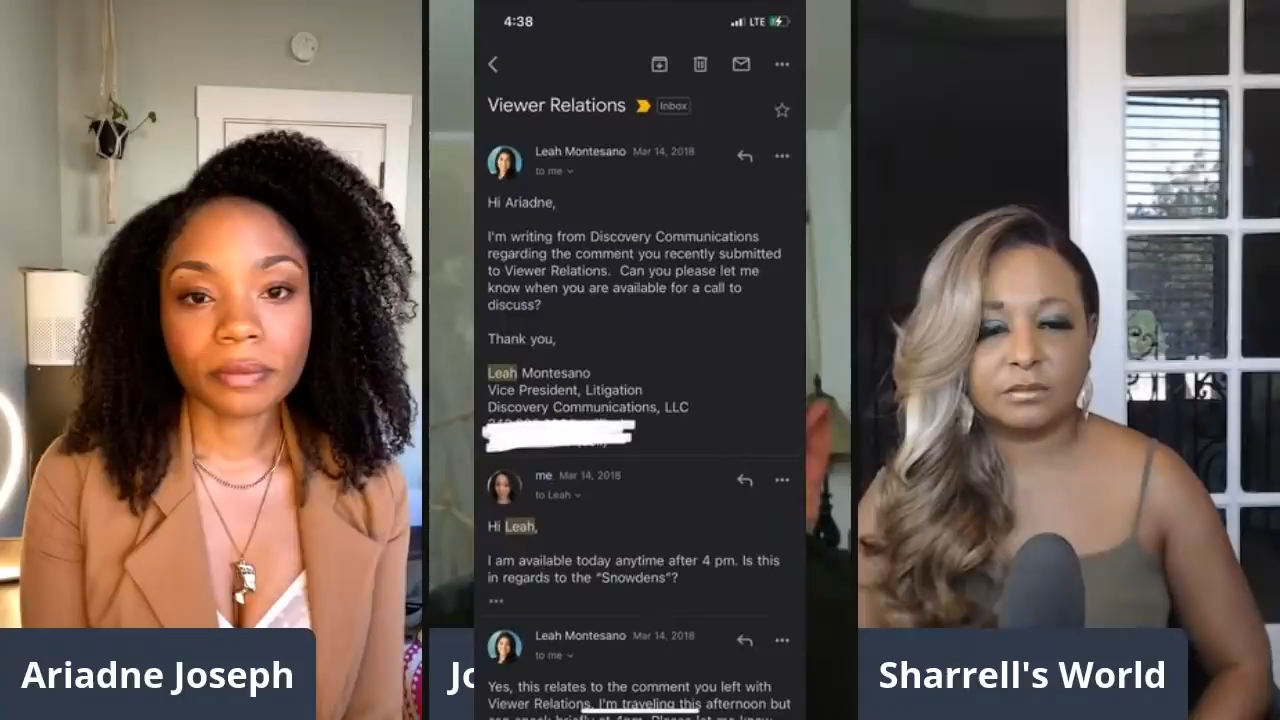 4:38
LTE
Viewer Relations
Inbox
Leah Montesano Mar 14, 2018
to me
Hi Ariadne,
I'm writing from Discovery Communications
regarding the comment you recently submitted
to Viewer Relations. Can you please let me
know when you are available for a call to
discuss?
Thank you,
Leah Montesano
Vice President, Litigation
Discovery Communications, LLC
me Mar 14, 2018
to Leah
Hi Leah,
I am available today anytime after 4 pm. Is this
in regards to the "Snowdens"?
Leah Montesano Mar 14, 2018
to me
Yes, this relates to the comment you left with
Viewer Relations. I'm traveling this afternoon but
Ariadne Joseph
Jo
Sharrell's World